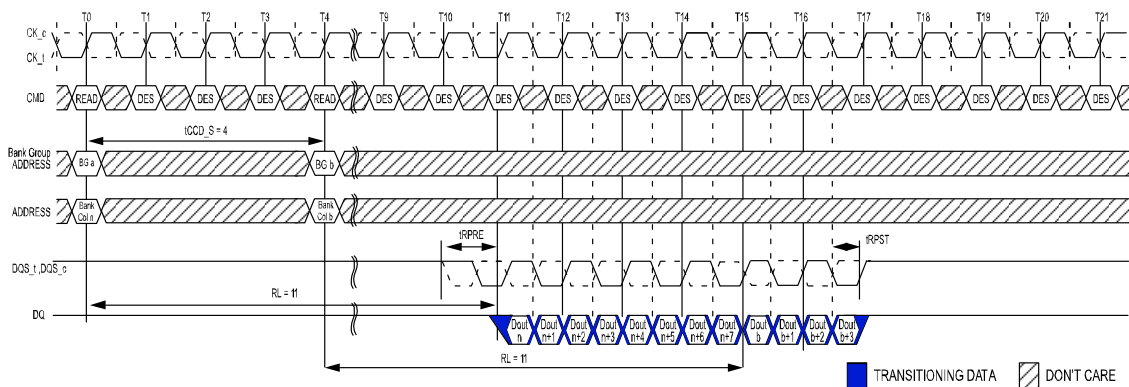 T0 T1 T2 T3 T4 T9 T10 T11 T12 T13 T14 T15 T16 T17 T18 T19 T20 T21
CK_c
CK_t
CMD READ DES DES DES READ DES DES DES DES DES DES DES DES DES DES DES DES DES
tCCD_S = 4
Bank Group
ADDRESS BG a BG b
ADDRESS Bank Col n Bank Col b
tRPRE tRPST
DQS_t ,DQS_c
RL = 11
DQ Dout n Dout n+1 Dout n+2 Dout n+3 Dout n+4 Dout n+5 Dout n+6 Dout n+7 Dout b Dout b+1 Dout b+2 Dout b+3
RL = 11
TRANSITIONING DATA DON'T CARE